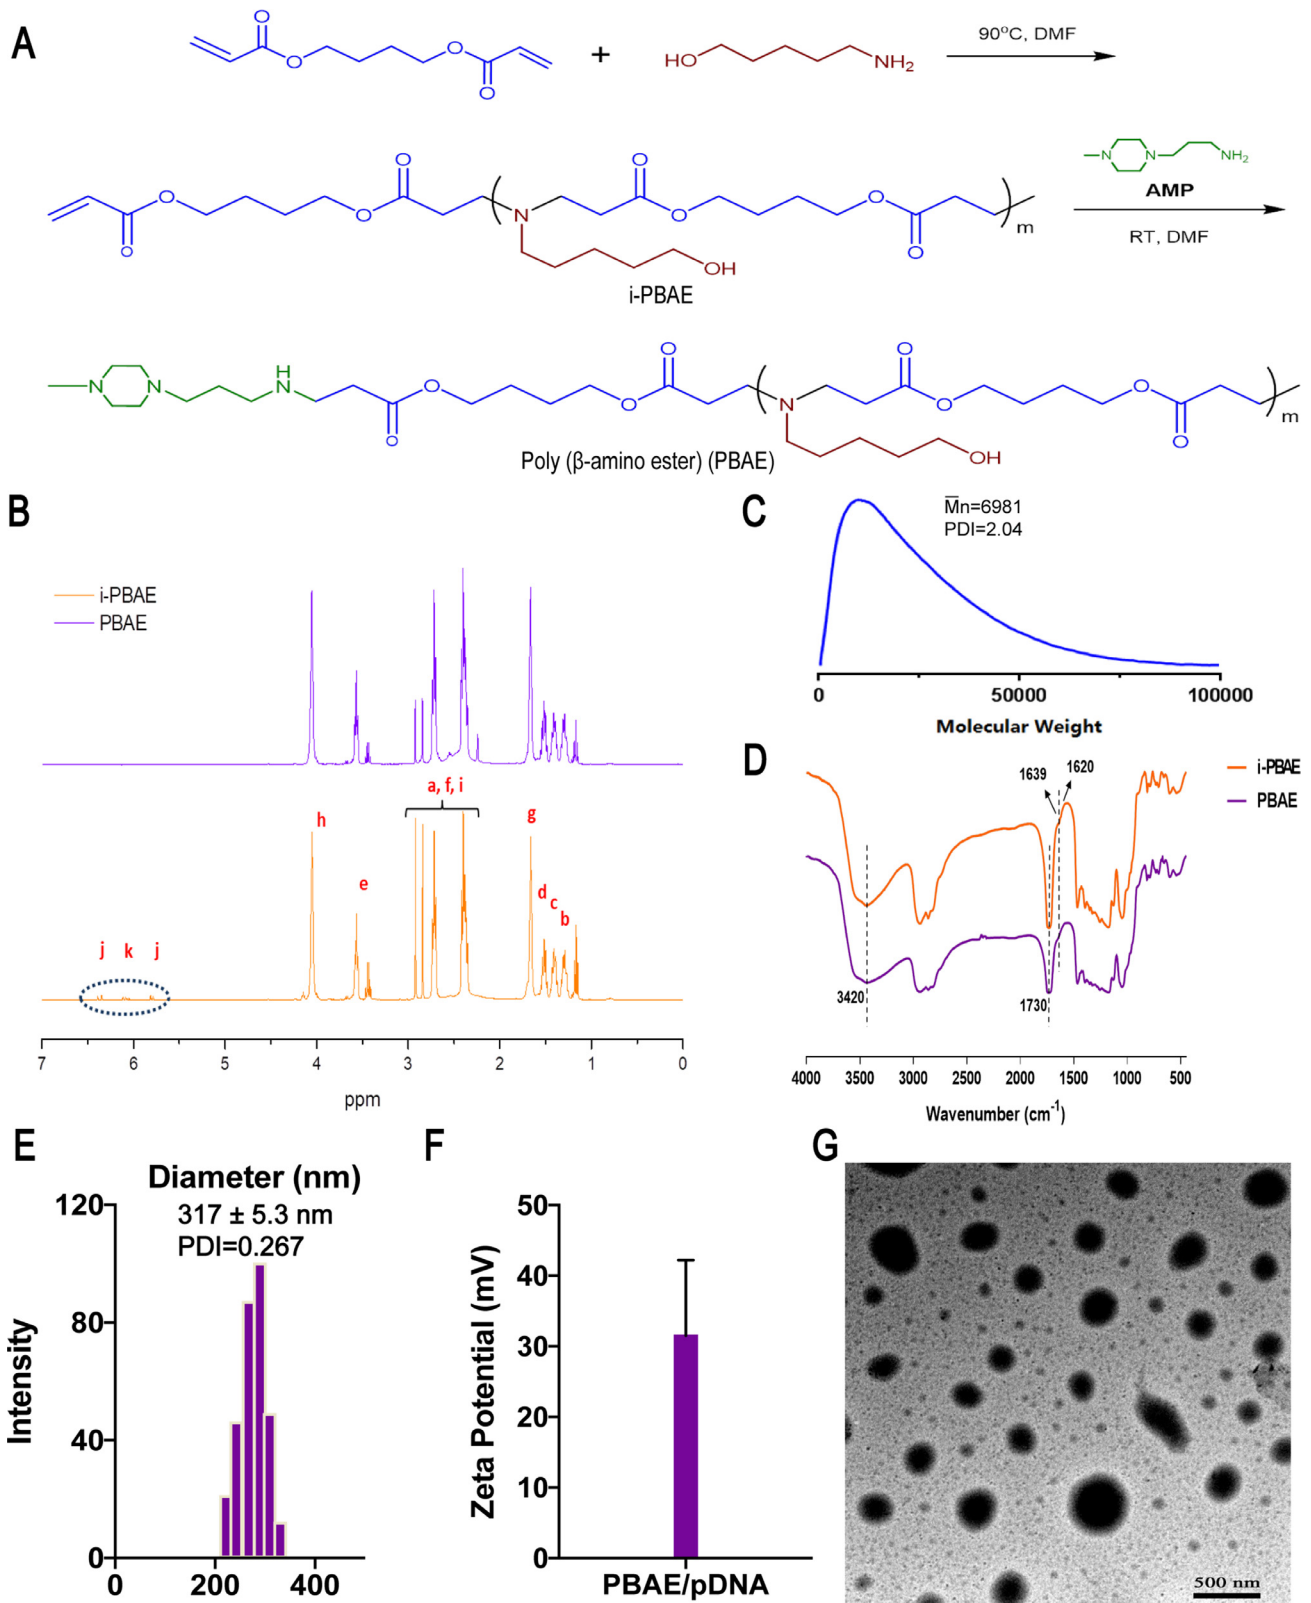 A
O
O
O
O
+
HO
NH2
90°C, DMF
O
O
O
O
N
O
O
O
O
m
OH
i-PBAE
N
N
NH2
AMP
RT, DMF
N
N
H
N
O
O
O
O
N
O
O
O
O
m
OH
Poly (β-amino ester) (PBAE)
B
i-PBAE
PBAE
a, f, i
h
g
e
d
c
b
j
k
j
7
6
5
4
3
2
1
0
ppm
C
M̅n=6981
PDI=2.04
0
50000
100000
Molecular Weight
D
1639
1620
i-PBAE
PBAE
3420
1730
4000
3500
3000
2500
2000
1500
1000
500
Wavenumber (cm-1)
E
Diameter (nm)
317 ± 5.3 nm
PDI=0.267
Intensity
120
80
40
0
0
200
400
F
Zeta Potential (mV)
50
40
30
20
10
0
PBAE/pDNA
G
500 nm